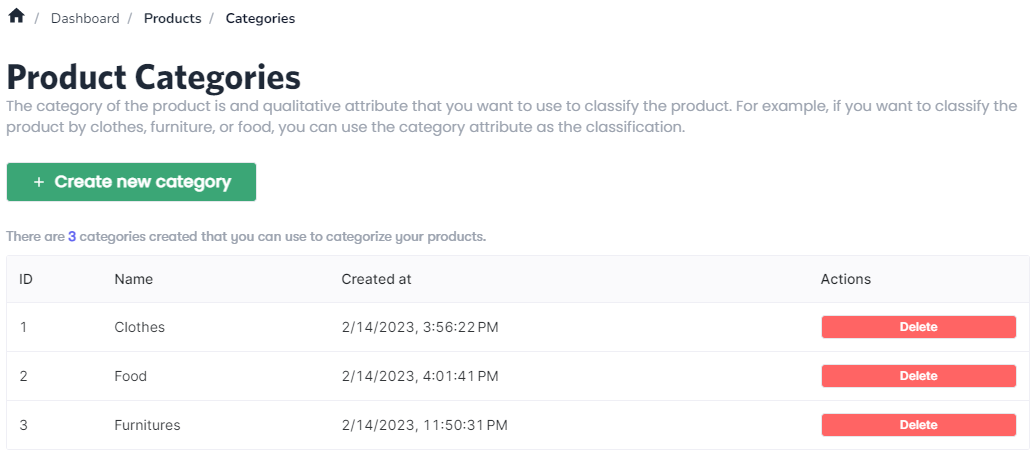 / Dashboard / Products / Categories
Product Categories
The category of the product is and qualitative attribute that you want to use to classify the product. For example, if you want to classify the
product by clothes, furniture, or food, you can use the category attribute as the classification.
+ Create new category
There are 3 categories created that you can use to categorize your products.
ID Name Created at Actions
1 Clothes 2/14/2023, 3:56:22 PM Delete
2 Food 2/14/2023, 4:01:41 PM Delete
3 Furnitures 2/14/2023, 11:50:31 PM Delete